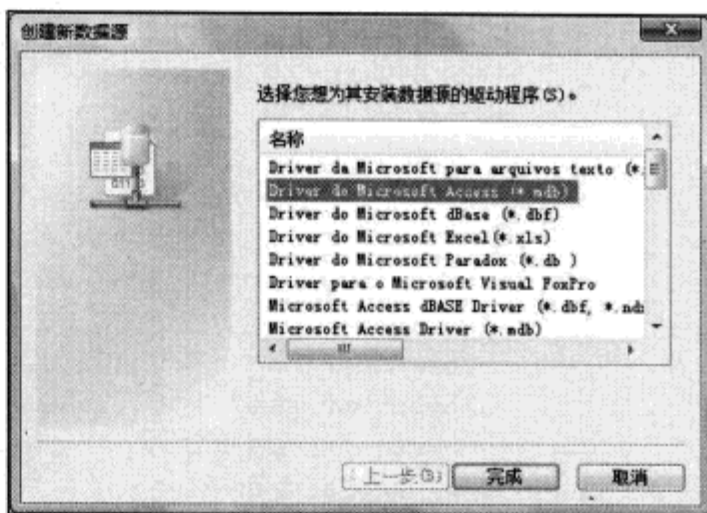 创建新数据源
选择您想为其安装数据源的驱动程序(S)。
名称
Driver da Microsoft para arquivos texto (*.
Driver do Microsoft Access (*.mdb)
Driver do Microsoft dBase (*.dbf)
Driver do Microsoft Excel(*.xls)
Driver do Microsoft Paradox (*.db )
Driver para o Microsoft Visual FoxPro
Microsoft Access dBASE Driver (*.dbf, *.ndx
Microsoft Access Driver (*.mdb)
上一步(B)
完成
取消